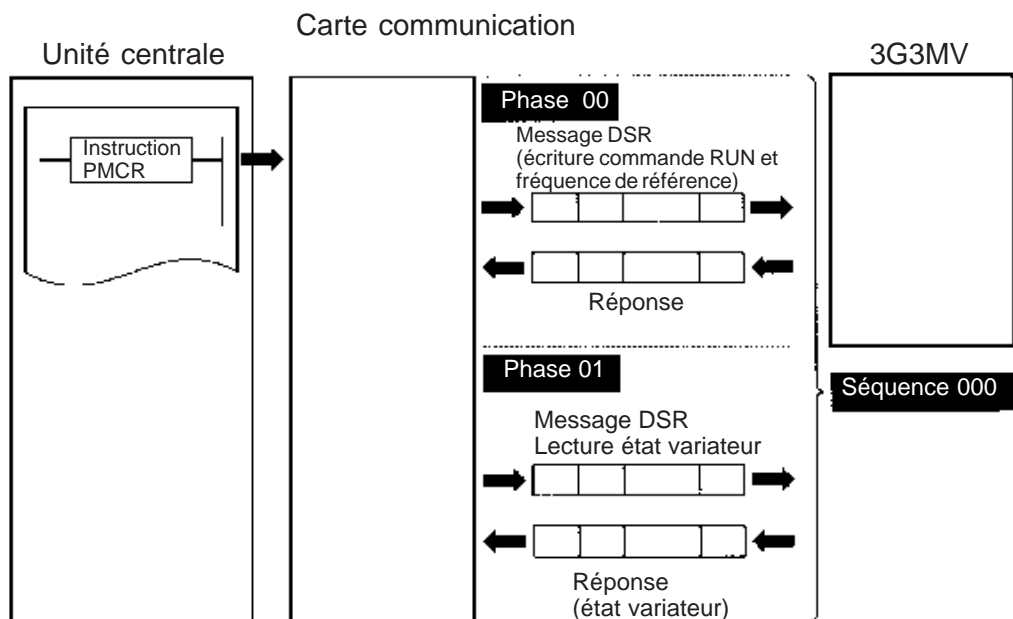 Carte communication
Unité centrale
3G3MV
Instruction
PMCR
Phase 00
Message DSR
(écriture commande RUN et
fréquence de référence)
Réponse
Phase 01
Séquence 000
Message DSR
Lecture état variateur
Réponse
(état variateur)